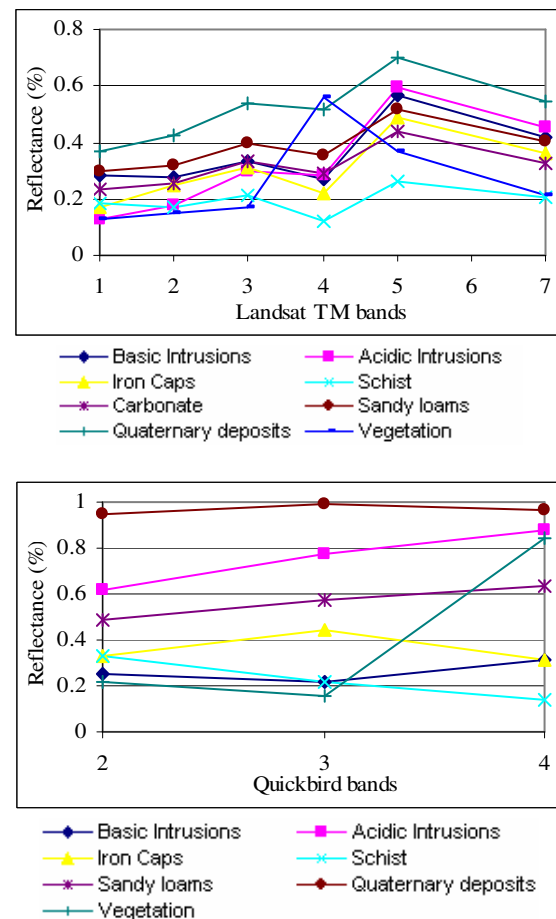 0.8
0.6
0.4
0.2
0
Reflectance (%)
1 2 3 4 5 6 7
Landsat TM bands
Basic Intrusions Acidic Intrusions
Iron Caps Schist
Carbonate Sandy loams
Quaternary deposits Vegetation
1
0.8
0.6
0.4
0.2
0
Reflectance (%)
2 3 4
Quickbird bands
Basic Intrusions Acidic Intrusions
Iron Caps Schist
Sandy loams Quaternary deposits
Vegetation